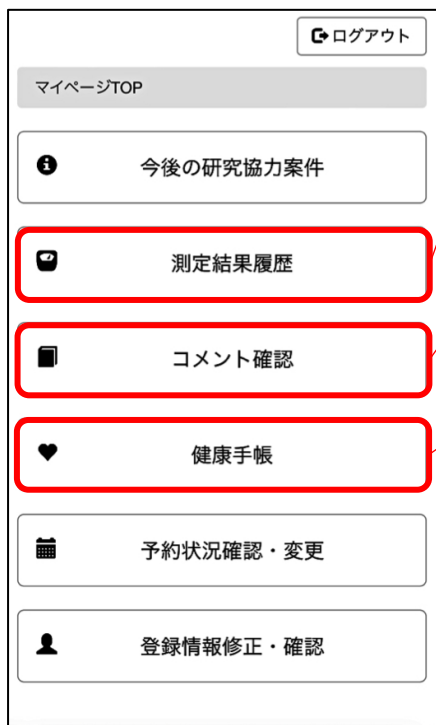 ログアウト
マイページTOP
今後の研究協力案件
測定結果履歴
コメント確認
健康手帳
予約状況確認・変更
登録情報修正・確認